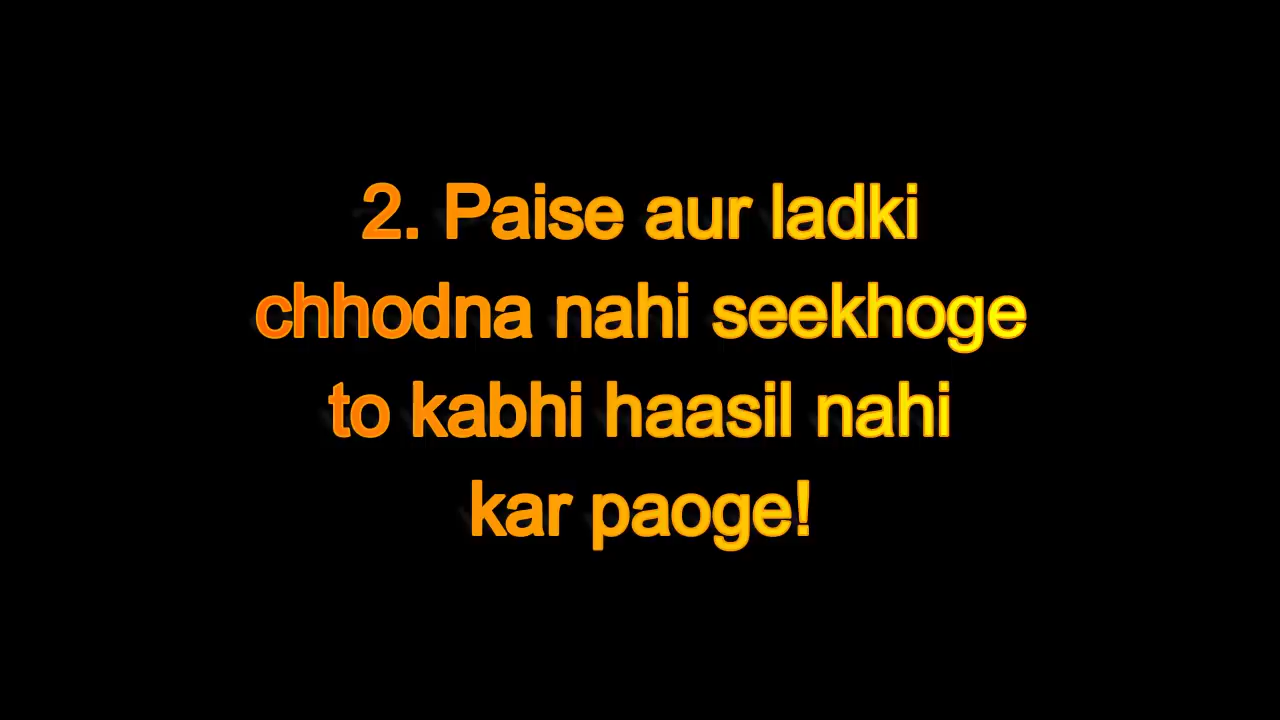 2. Paise aur ladki
chhodna nahi seekhoge
to kabhi haasil nahi
kar paoge!